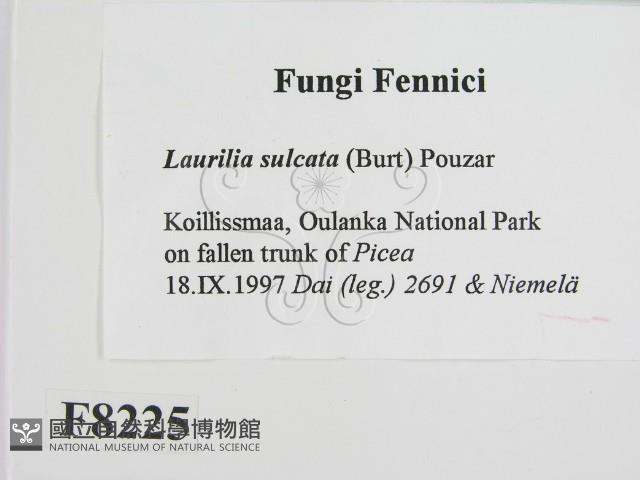 Fungi Fennici
Laurilia sulcata (Burt) Pouzar
Koillissmaa, Oulanka National Park
on fallen trunk of Picea
18.IX.1997 Dai (leg.) 2691 & Niemelä
F8225
國立自然科學博物館
NATIONAL MUSEUM OF NATURAL SCIENCE